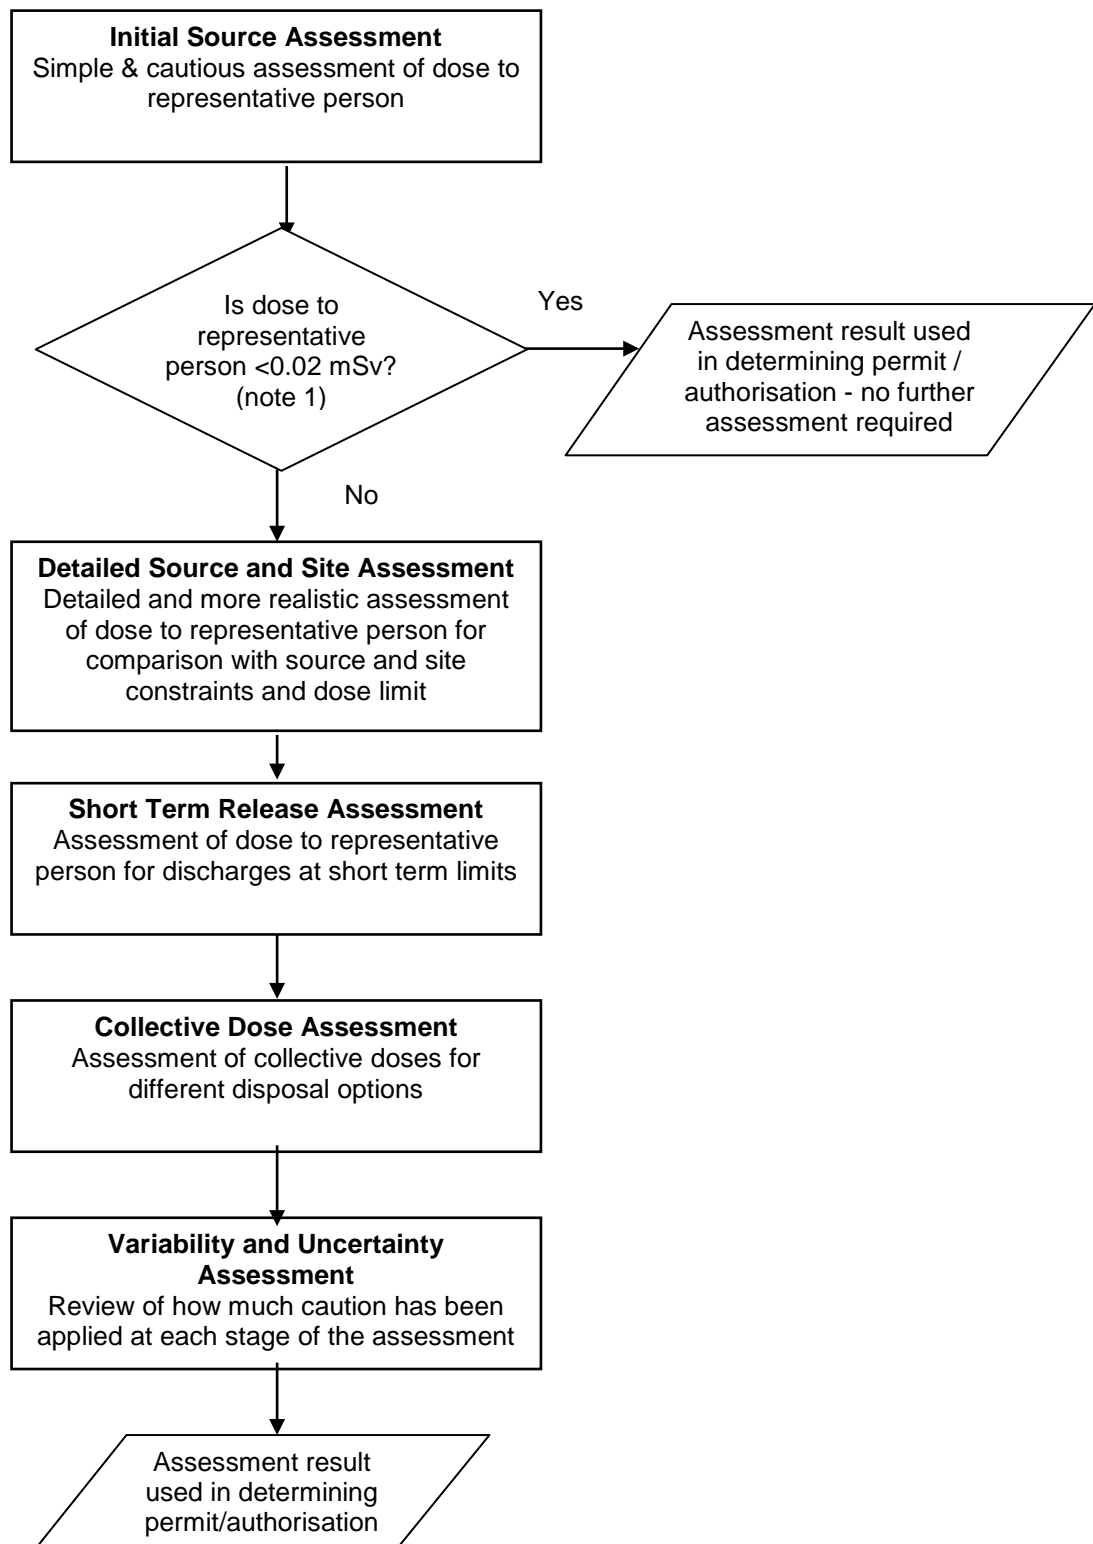 Initial Source Assessment
Simple & cautious assessment of dose to
representative person
Is dose to
representative
person <0.02 mSv?
(note 1)
Yes
Assessment result used
in determining permit /
authorisation - no further
assessment required
No
Detailed Source and Site Assessment
Detailed and more realistic assessment
of dose to representative person for
comparison with source and site
constraints and dose limit
Short Term Release Assessment
Assessment of dose to representative
person for discharges at short term limits
Collective Dose Assessment
Assessment of collective doses for
different disposal options
Variability and Uncertainty
Assessment
Review of how much caution has been
applied at each stage of the assessment
Assessment result
used in determining
permit/authorisation